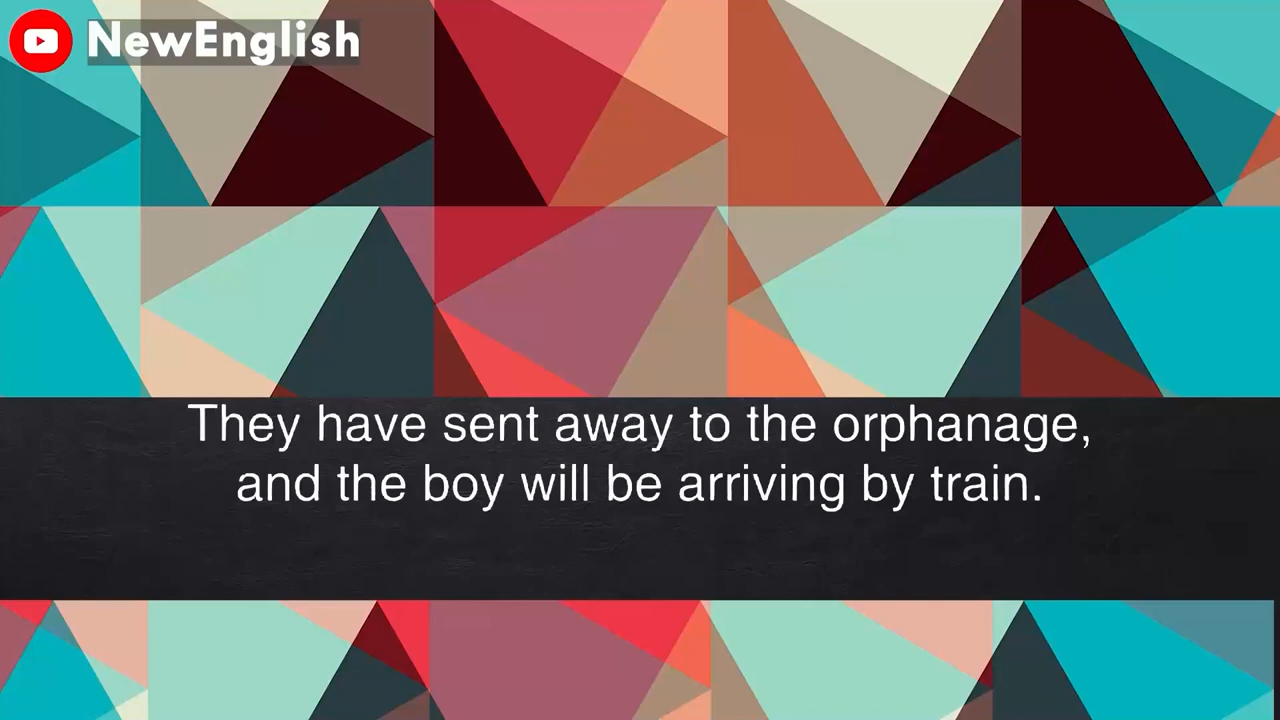 NewEnglish
They have sent away to the orphanage,
and the boy will be arriving by train.